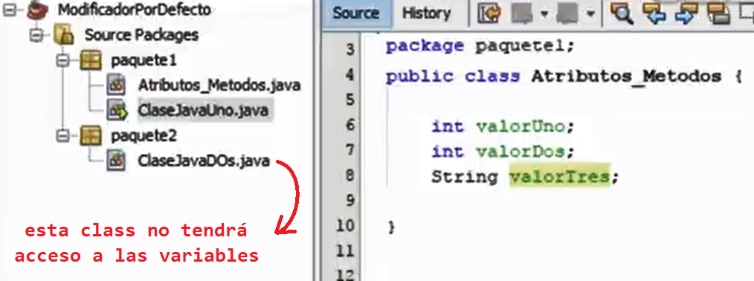 ModificadorPorDefecto
Source Packages
paquete1
Atributos_Metodos.java
ClaseJavaUno.java
paquete2
ClaseJavaDOs.java
esta class no tendrá
acceso a las variables
Source History
3 package paquete1;
4 public class Atributos_Metodos {
5
6 int valorUno;
7 int valorDos;
8 String valorTres;
9
10 }
11
12